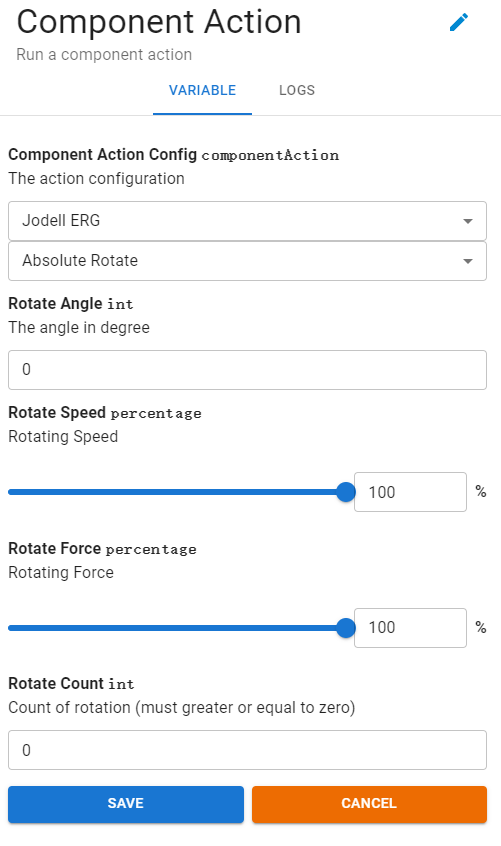 Component Action
Run a component action
VARIABLE LOGS
Component Action Config componentAction
The action configuration
Jodell ERG
Absolute Rotate
Rotate Angle int
The angle in degree
0
Rotate Speed percentage
Rotating Speed
100 %
Rotate Force percentage
Rotating Force
100 %
Rotate Count int
Count of rotation (must greater or equal to zero)
0
SAVE CANCEL